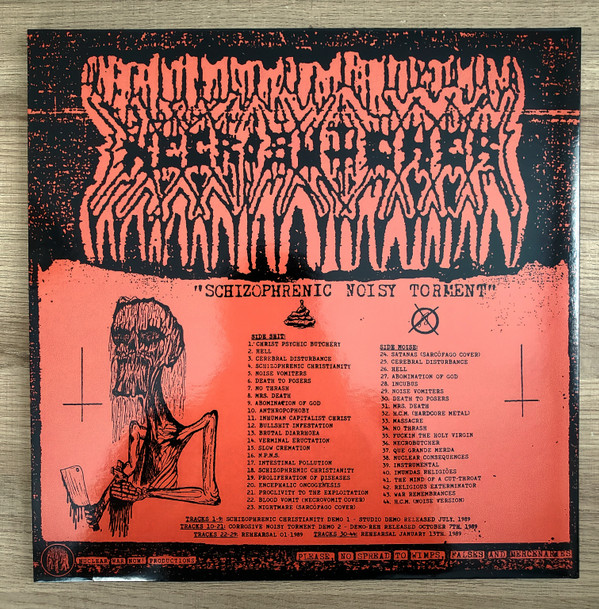 NECROBUTCHER
"SCHIZOPHRENIC NOISY TORMENT"
SIDE SHIT:
1. CHRIST PSYCHIC BUTCHER!
2. HELL
3. CEREBRAL DISTURBANCE
4. SCHIZOPHRENIC CHRISTIANITY
5. NOISE VOMITERS
6. DEATH TO POSERS
7. NO THRASH
8. MRS. DEATH
9. ABOMINATION OF GOD
10. ANTHROPOPHOBY
11. INHUMAN CAPITALIST CHRIST
12. BULLSHIT INFESTATION
13. BRUTAL DIARRHOEA
14. VERMINAL ERUCTATION
15. SLOW CREMATION
16. M.P.M.S.
17. INTESTINAL POLLUTION
18. SCHIZOPHRENIC CHRISTIANITY
19. PROLIFERATION OF DISEASES
20. ENCEPHALIC ONCOGENESIS
21. PROCLIVITY TO THE EXPLOITATION
22. BLOOD VOMIT (NECROVOMIT COVER)
23. NIGHTMARE (SARCÓFAGO COVER)
SIDE NOISE:
24. SATANAS (SARCÓFAGO COVER)
25. CEREBRAL DISTURBANCE
26. HELL
27. ABOMINATION OF GOD
28. INCUBUS
29. NOISE VOMITERS
30. DEATH TO POSERS
31. MRS. DEATH
32. H.C.M. (HARDCORE METAL)
33. MASSACRE
34. NO THRASH
35. FUCKIN THE HOLY VIRGIN
36. NECROBUTCHER
37. QUE GRANDE MERDA
38. NUCLEAR CONSEQUENCES
39. INSTRUMENTAL
40. IMUNDAS RELIGIÕES
41. THE MIND OF A CUT-THROAT
42. RELIGIOUS EXTERMINATOR
43. WAR REMEMBRANCES
44. H.C.M. (NOISE VERSION)
TRACKS 1-9: SCHIZOPHRENIC CHRISTIANITY DEMO 1 - STUDIO DEMO RELEASED JULY, 1989
TRACKS 10-21: CORROSIVE NOISY TORMENT DEMO 2 - DEMO-REH RELEASED OCTOBER 7TH, 1989
TRACKS 22-29: REHEARSAL 01-1989 TRACKS 30-44: REHEARSAL JANUARY 15TH, 1989
NUCLEAR WAR NOW! PRODUCTIONS
PLEASE, NO SPREAD TO WIMPS, FALSES AND MERCENARIES